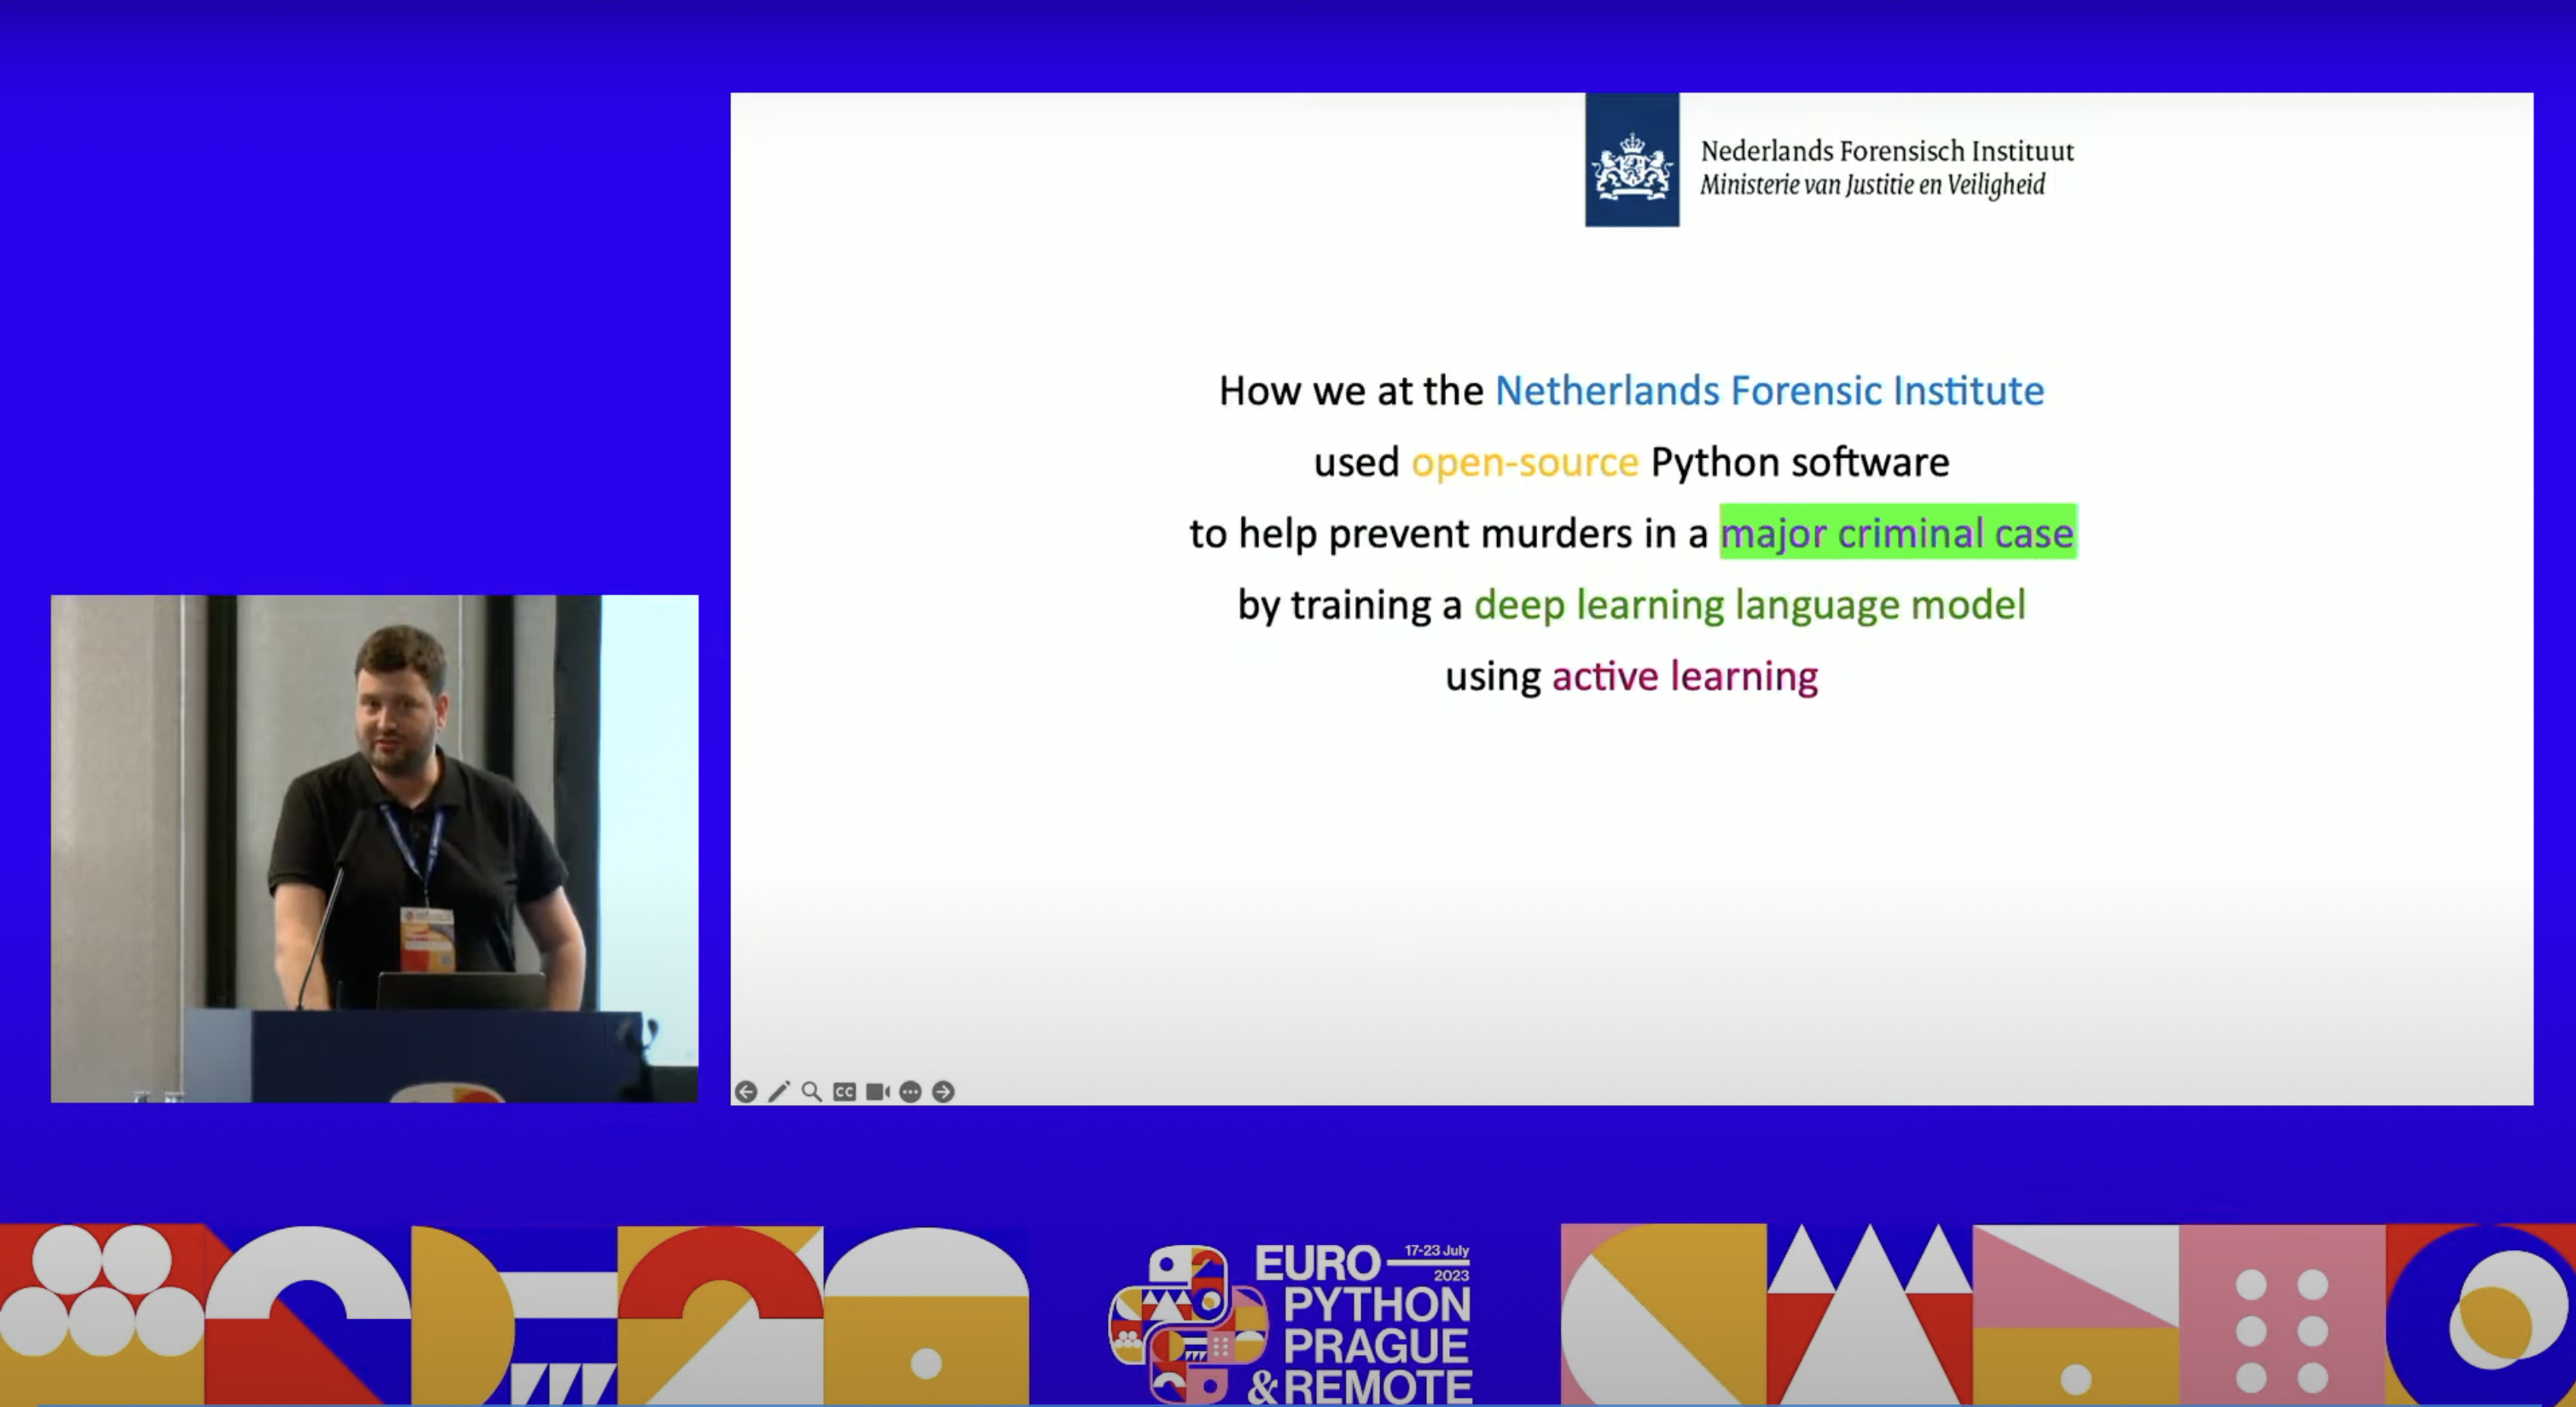 Nederlands Forensisch Instituut
Ministerie van Justitie en Veiligheid
How we at the Netherlands Forensic Institute
used open-source Python software
to help prevent murders in a major criminal case
by training a deep learning language model
using active learning
CC
EURO 17-23 July
2023
PYTHON
PRAGUE
&REMOTE